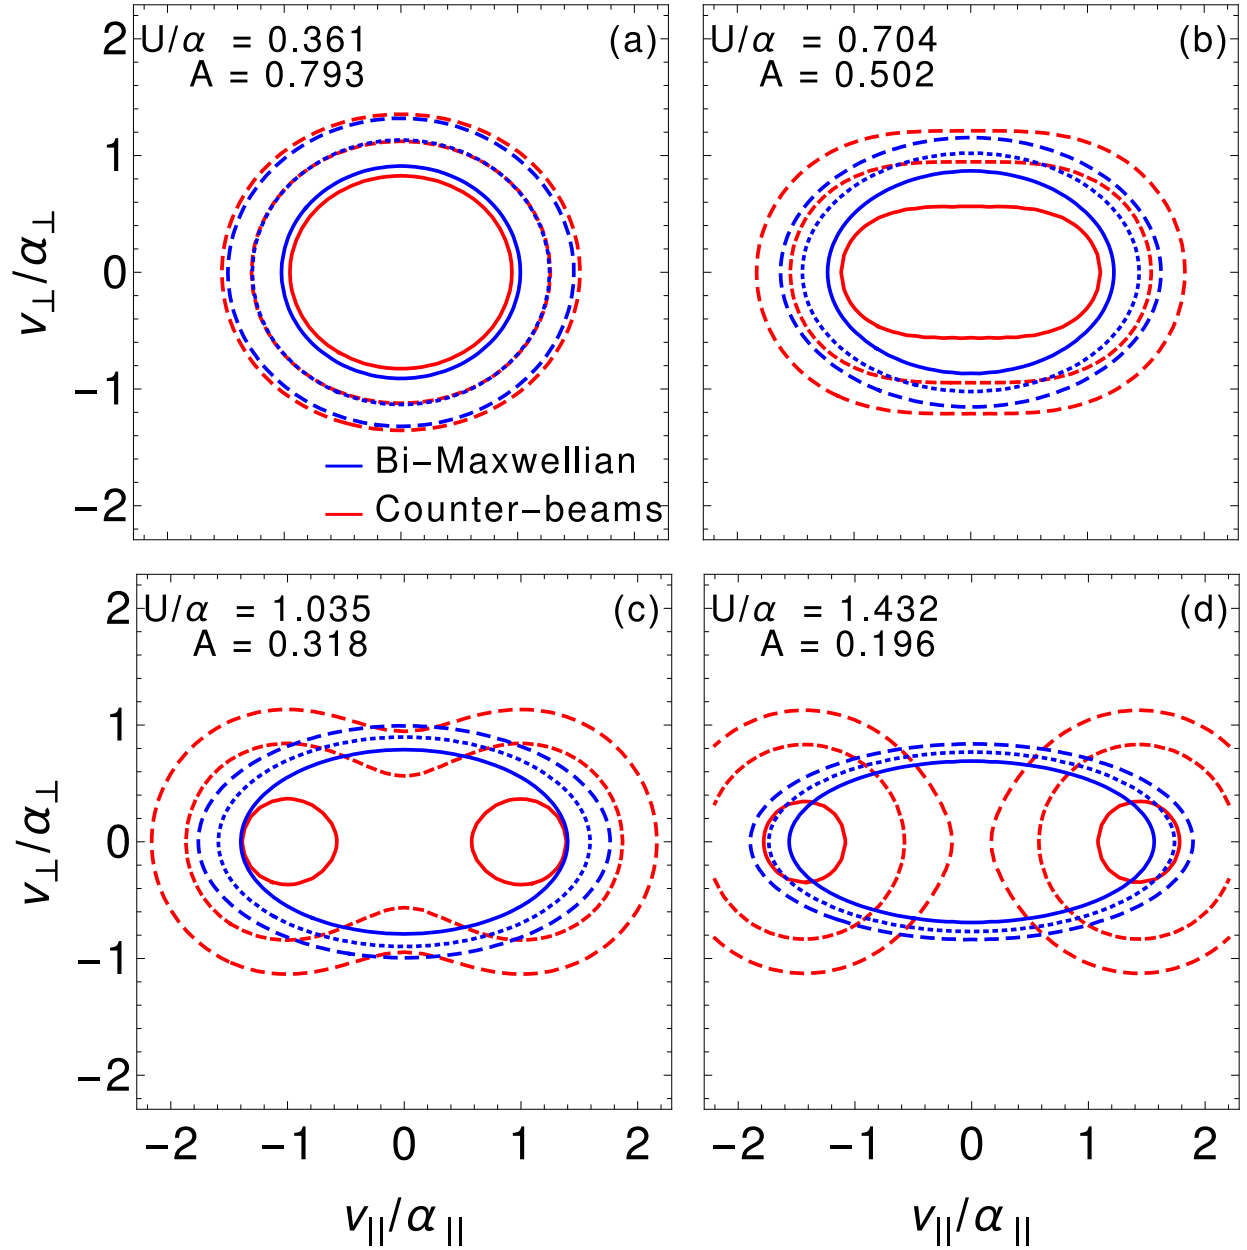 U/α = 0.361 (a)
A = 0.793
U/α = 0.704 (b)
A = 0.502
2
1
0
−1
−2
v⊥/α⊥
Bi−Maxwellian
Counter−beams
U/α = 1.035 (c)
A = 0.318
U/α = 1.432 (d)
A = 0.196
2
1
0
−1
−2
v⊥/α⊥
−2 −1 0 1 2
−2 −1 0 1 2
v||/α||
v||/α||